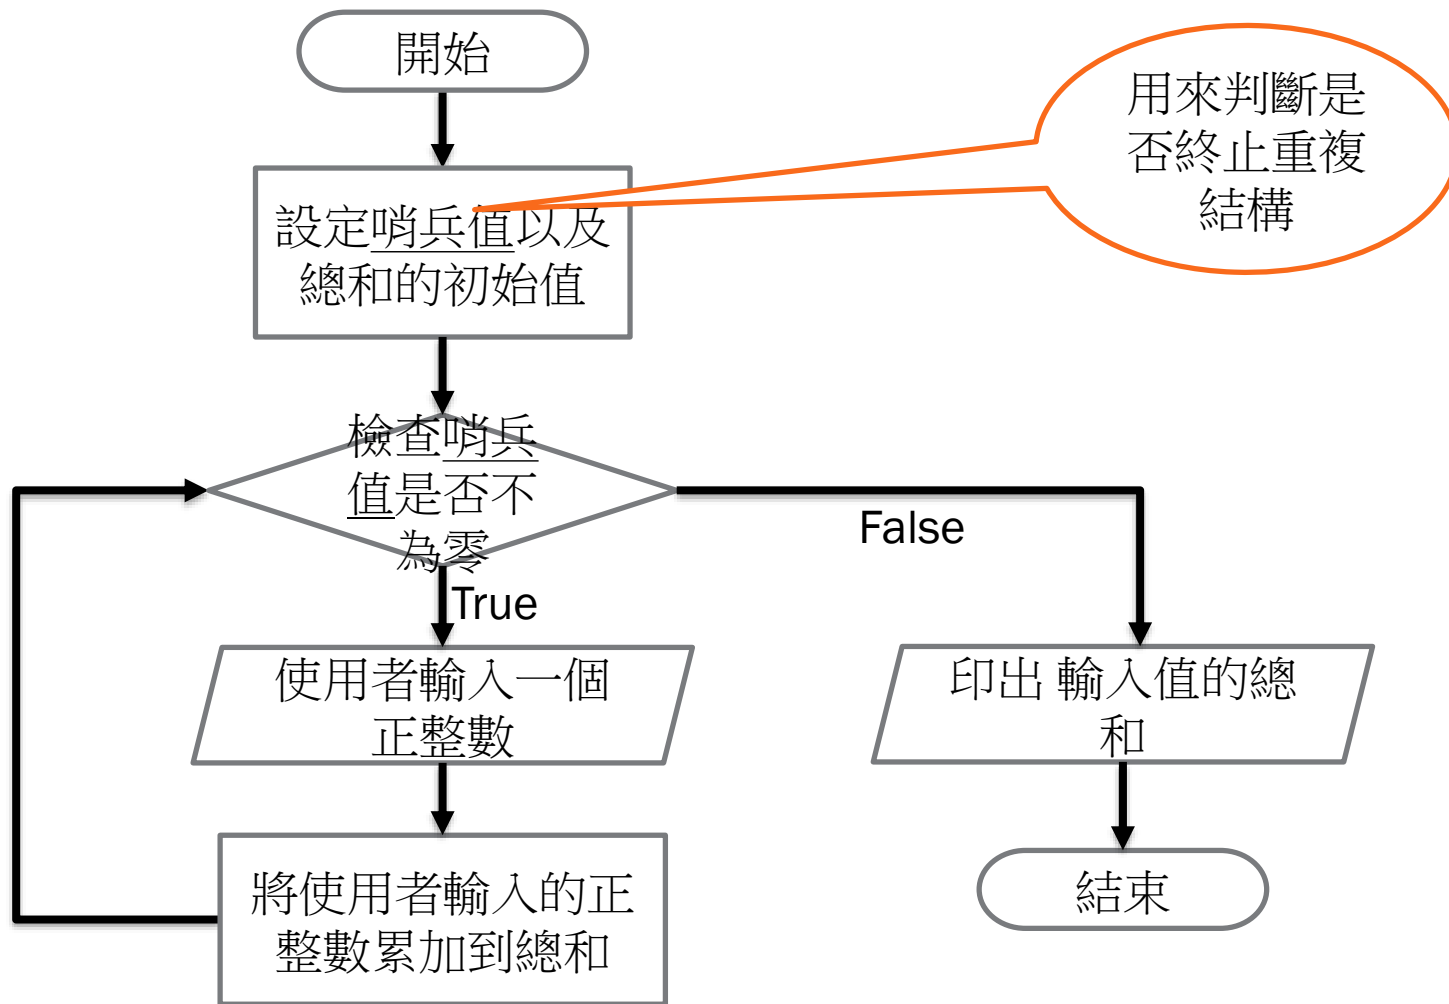 開始
用來判斷是
否終止重複
結構
設定哨兵值以及
總和的初始值
檢查哨兵
值是否不
為零
False
True
使用者輸入一個
正整數
印出 輸入值的總
和
將使用者輸入的正
整數累加到總和
結束